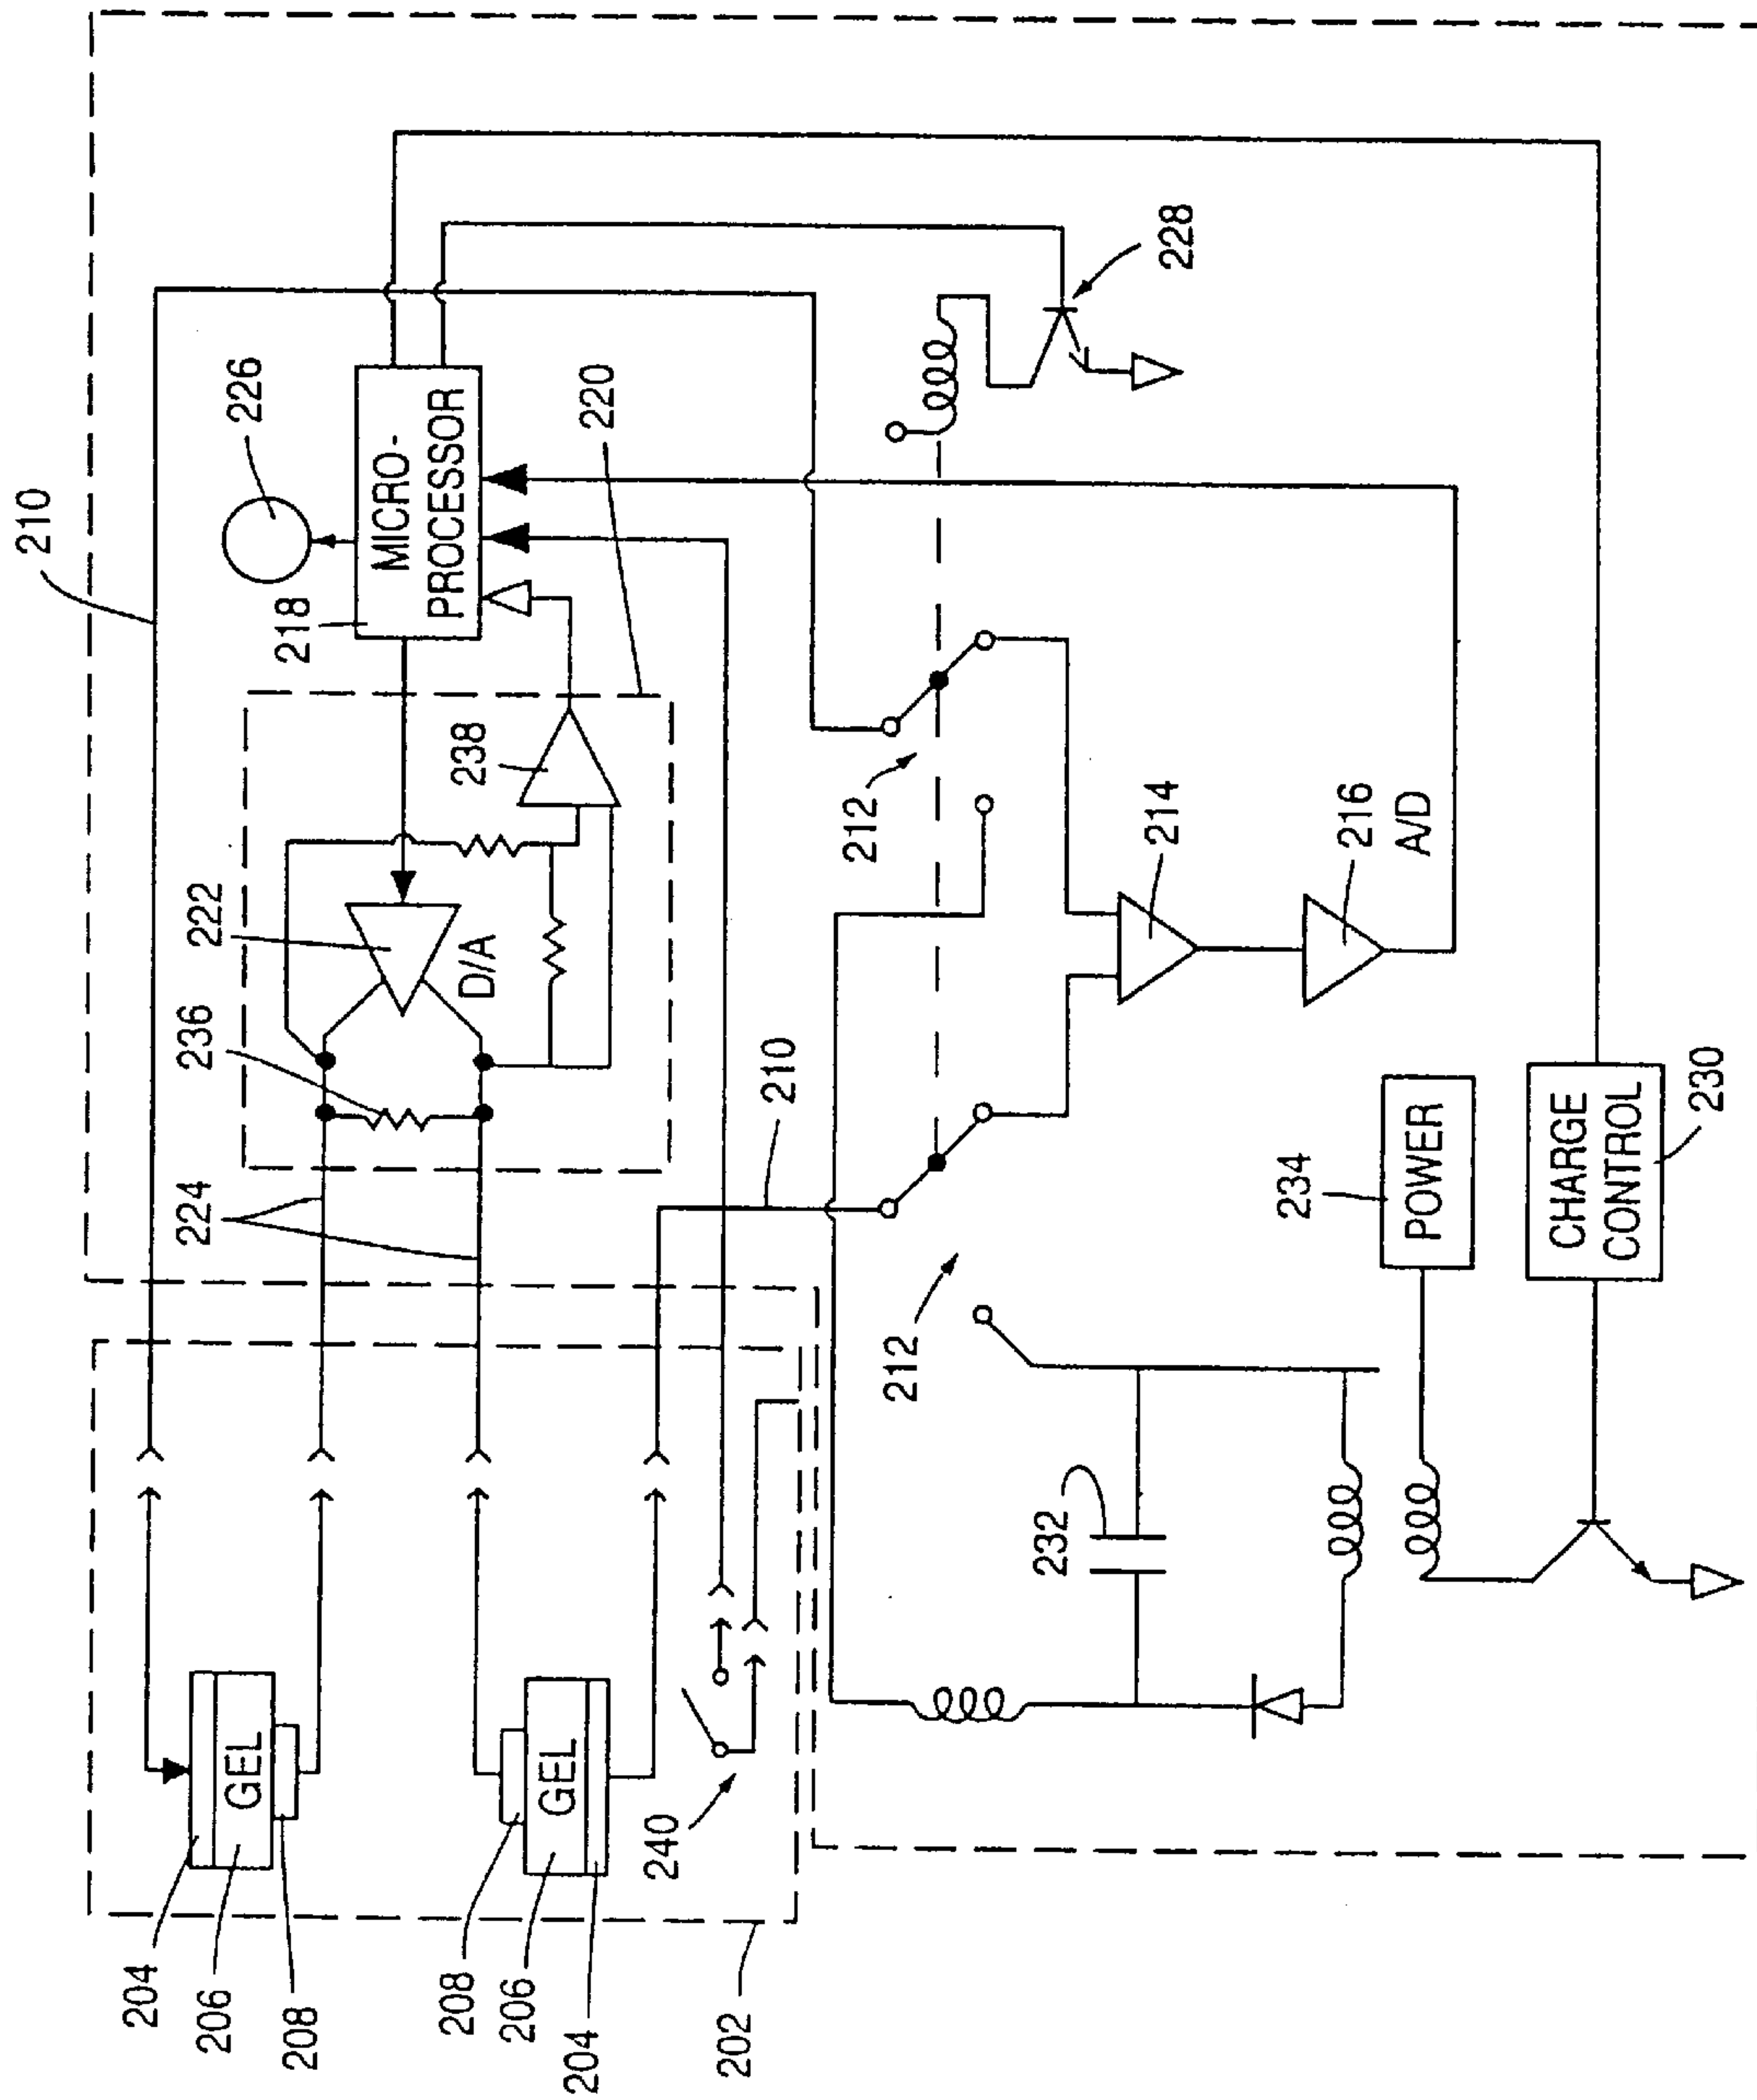 210
226
MICRO-
PROCESSOR
218
220
228
238
222
D/A
236
224
210
212
214
216
A/D
212
234
POWER
CHARGE
CONTROL
230
232
204
GEL
206
208
208
GEL
206
204
240
202